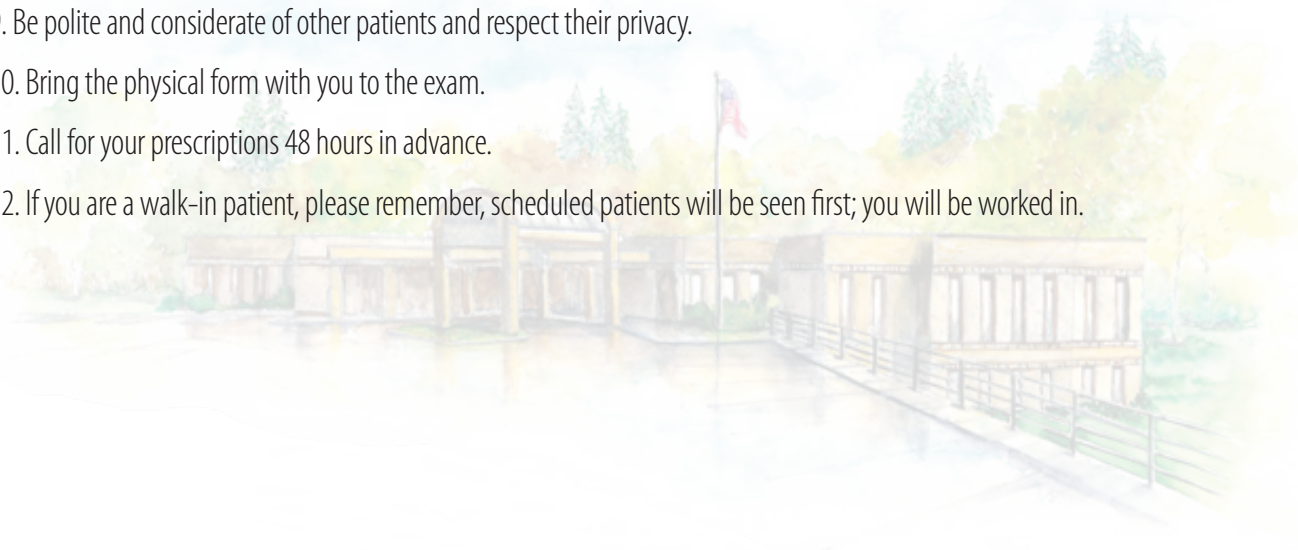 . Be polite and considerate of other patients and respect their privacy.
0. Bring the physical form with you to the exam.
1. Call for your prescriptions 48 hours in advance.
2. If you are a walk-in patient, please remember, scheduled patients will be seen first; you will be worked in.